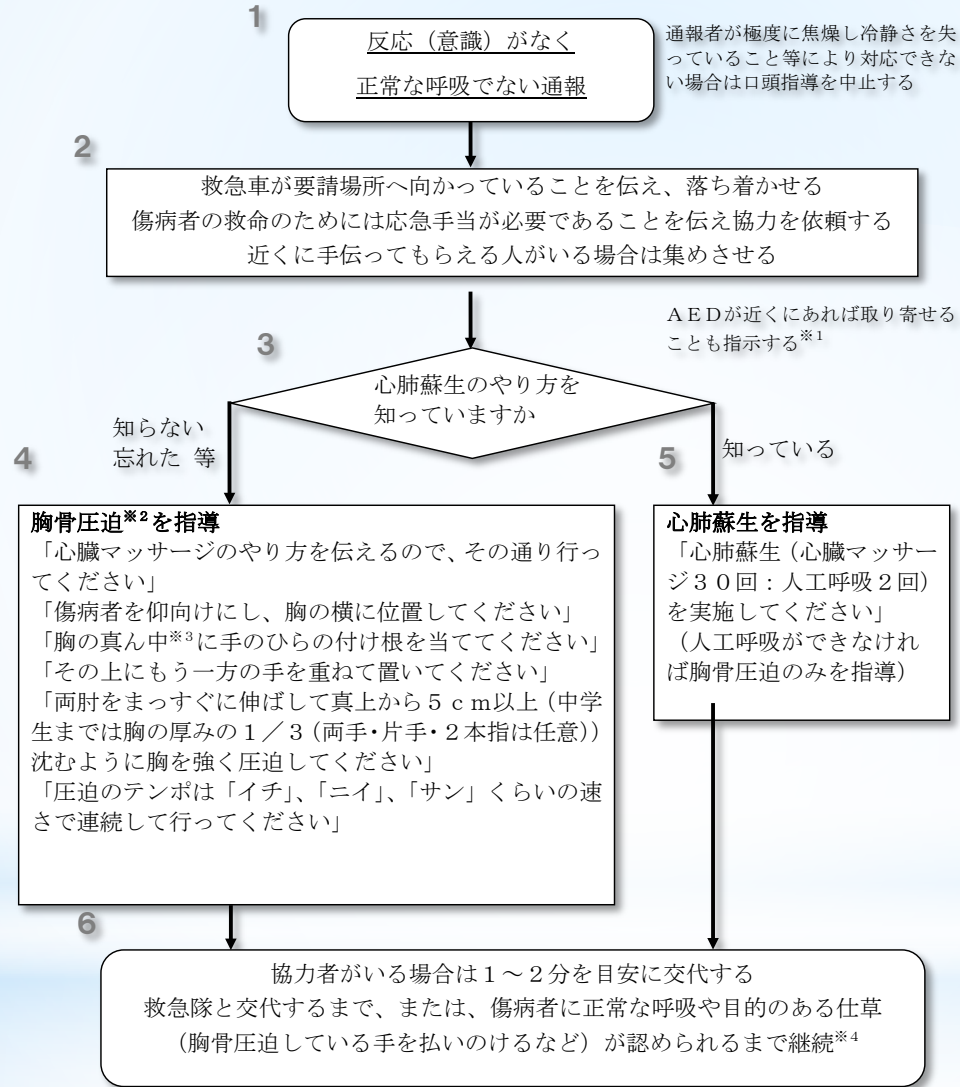 1
反応（意識）がなく
正常な呼吸でない通報
通報者が極度に焦燥し冷静さを失
っていること等により対応できな
い場合は口頭指導を中止する
2
救急車が要請場所へ向かっていることを伝え、落ち着かせる
傷病者の救命のためには応急手当が必要であることを伝え協力を依頼する
近くに手伝ってもらえる人がいる場合は集めさせる
ＡＥＤが近くにあれば取り寄せる
ことも指示する※1
3
心肺蘇生のやり方を
知っていますか
知らない
忘れた 等
4
胸骨圧迫※2を指導
「心臓マッサージのやり方を伝えるので、その通り行っ
てください」
「傷病者を仰向けにし、胸の横に位置してください」
「胸の真ん中※3に手のひらの付け根を当ててください」
「その上にもう一方の手を重ねて置いてください」
「両肘をまっすぐに伸ばして真上から５ｃｍ以上（中学
生までは胸の厚みの１／３（両手・片手・２本指は任意））
沈むように胸を強く圧迫してください」
「圧迫のテンポは「イチ」、「ニイ」、「サン」くらいの速
さで連続して行ってください」
5
知っている
心肺蘇生を指導
「心肺蘇生（心臓マッサー
ジ３０回：人工呼吸２回）
を実施してください」
（人工呼吸ができなけれ
ば胸骨圧迫のみを指導）
6
協力者がいる場合は１～２分を目安に交代する
救急隊と交代するまで、または、傷病者に正常な呼吸や目的のある仕草
（胸骨圧迫している手を払いのけるなど）が認められるまで継続※4